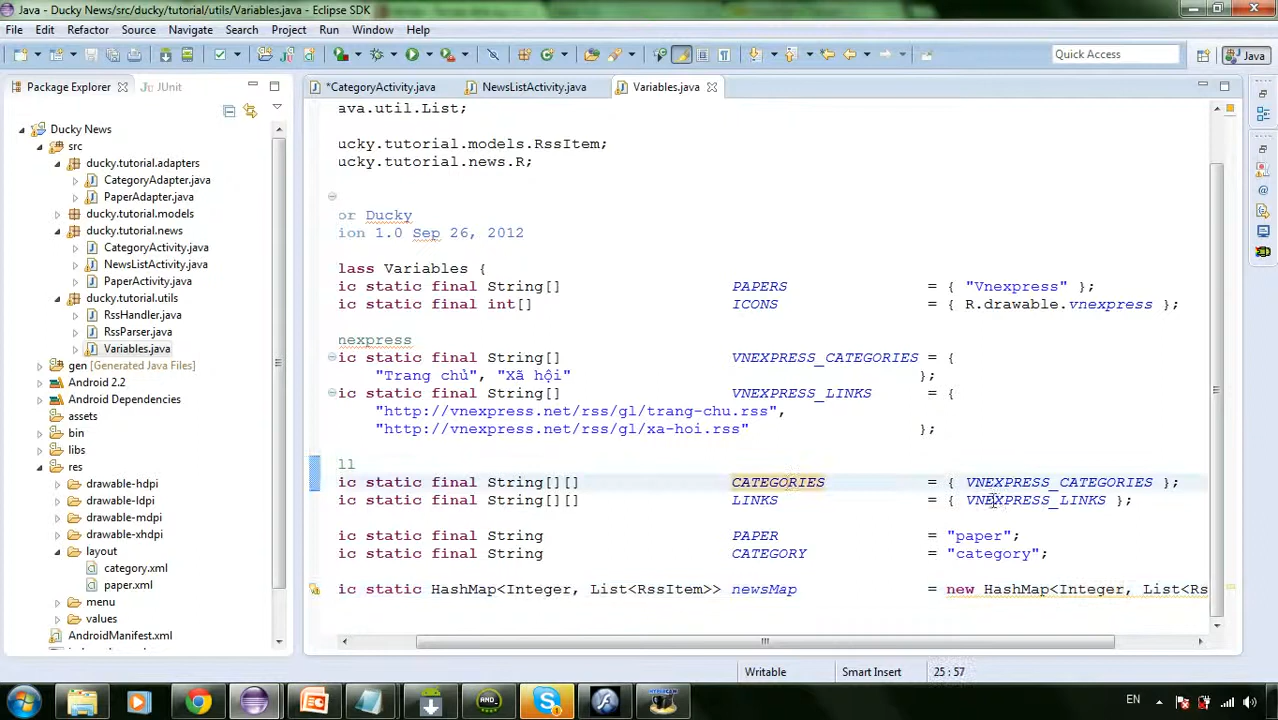 Java - Ducky News/src/ducky/tutorial/utils/Variables.java - Eclipse SDK
File Edit Refactor Source Navigate Search Project Run Window Help
Quick Access
Java
Package Explorer
JUnit
*CategoryActivity.java
NewsListActivity.java
Variables.java
Ducky News
src
ducky.tutorial.adapters
CategoryAdapter.java
PaperAdapter.java
ducky.tutorial.models
ducky.tutorial.news
CategoryActivity.java
NewsListActivity.java
PaperActivity.java
ducky.tutorial.utils
RssHandler.java
RssParser.java
Variables.java
gen [Generated Java Files]
Android 2.2
Android Dependencies
assets
bin
libs
res
drawable-hdpi
drawable-ldpi
drawable-mdpi
drawable-xhdpi
layout
category.xml
paper.xml
menu
values
AndroidManifest.xml
ava.util.List;
ucky.tutorial.models.RssItem;
ucky.tutorial.news.R;
or Ducky
ion 1.0 Sep 26, 2012
lass Variables {
ic static final String[] PAPERS = { "Vnexpress" };
ic static final int[] ICONS = { R.drawable.vnexpress };
nexpress
ic static final String[] VNEXPRESS_CATEGORIES = {
"Trang chủ", "Xã hội" };
ic static final String[] VNEXPRESS_LINKS = {
"http://vnexpress.net/rss/gl/trang-chu.rss",
"http://vnexpress.net/rss/gl/xa-hoi.rss" };
ll
ic static final String[][] CATEGORIES = { VNEXPRESS_CATEGORIES };
ic static final String[][] LINKS = { VNEXPRESS_LINKS };
ic static final String PAPER = "paper";
ic static final String CATEGORY = "category";
ic static HashMap<Integer, List<RssItem>> newsMap = new HashMap<Integer, List<Rs
Writable
Smart Insert
25 : 57
EN